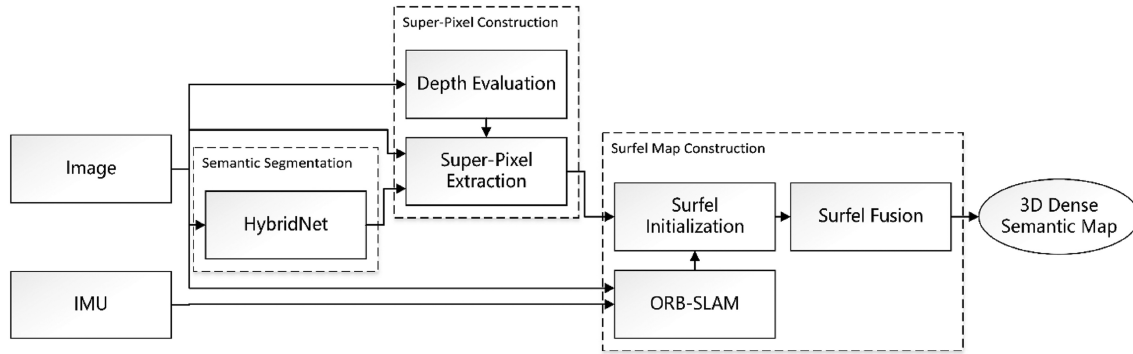 Super-Pixel Construction
Depth Evaluation
Image
Semantic Segmentation
Super-Pixel
Extraction
HybridNet
Surfel Map Construction
Surfel
Initialization
Surfel Fusion
3D Dense
Semantic Map
IMU
ORB-SLAM